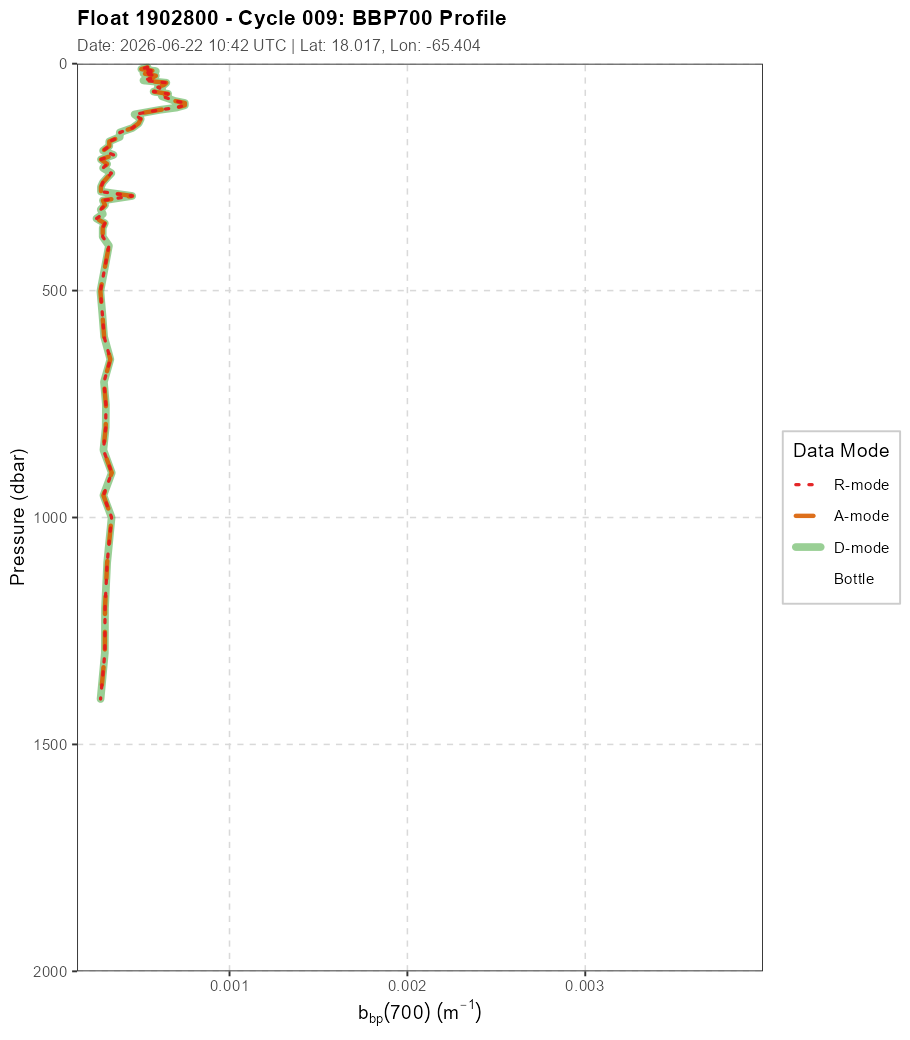 Float 1902800 - Cycle 009: BBP700 Profile
Date: 2026-06-22 10:42 UTC | Lat: 18.017, Lon: -65.404
0
500
1000
1500
2000
Pressure (dbar)
0.001
0.002
0.003
b_bp(700) (m⁻¹)
Data Mode
R-mode
A-mode
D-mode
Bottle